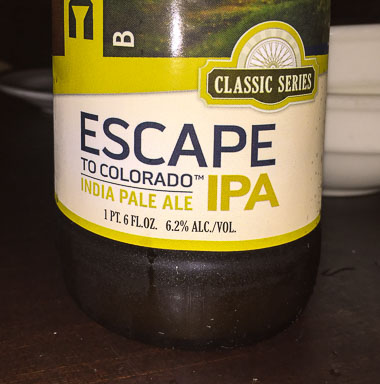 B
CLASSIC SERIES
ESCAPE
TO COLORADO™
INDIA PALE ALE IPA
1 PT. 6 FL.OZ. 6.2% ALC./VOL.